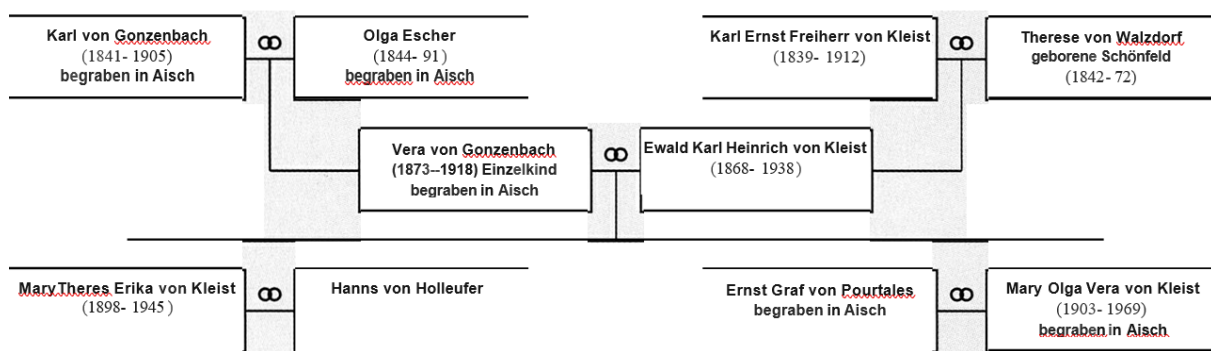 Karl von Gonzenbach
(1841- 1905)
begraben in Aisch
Olga Escher
(1844- 91)
begraben in Aisch
Karl Ernst Freiherr von Kleist
(1839- 1912)
Therese von Walzdorf
geborene Schönfeld
(1842- 72)
Vera von Gonzenbach
(1873--1918) Einzelkind
begraben in Aisch
Ewald Karl Heinrich von Kleist
(1868- 1938)
Mary Theres Erika von Kleist
(1898- 1945)
Hanns von Holleufer
Ernst Graf von Pourtales
begraben in Aisch
Mary Olga Vera von Kleist
(1903- 1969)
begraben in Aisch